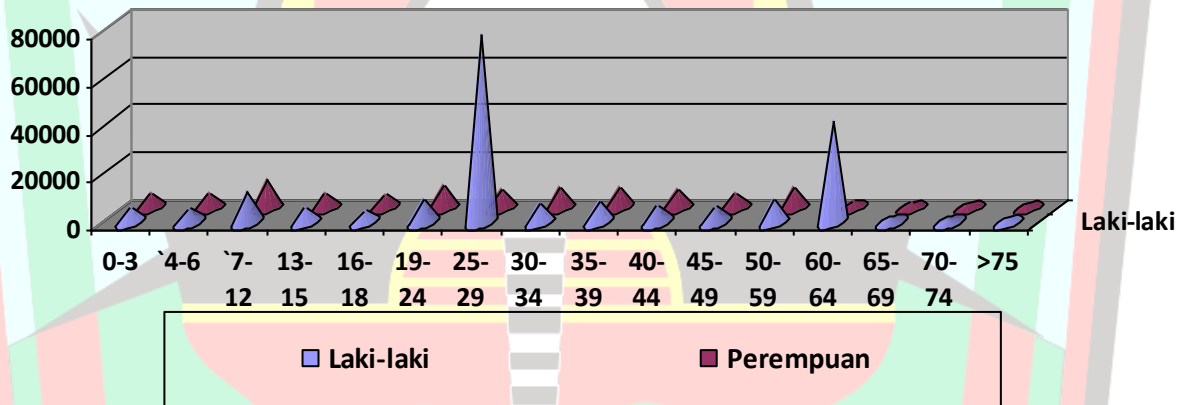 80000
60000
40000
20000
0
Laki-laki
0-3 `4-6 `7- 13- 16- 19- 25- 30- 35- 40- 45- 50- 60- 65- 70- >75
12 15 18 24 29 34 39 44 49 59 64 69 74
Laki-laki Perempuan